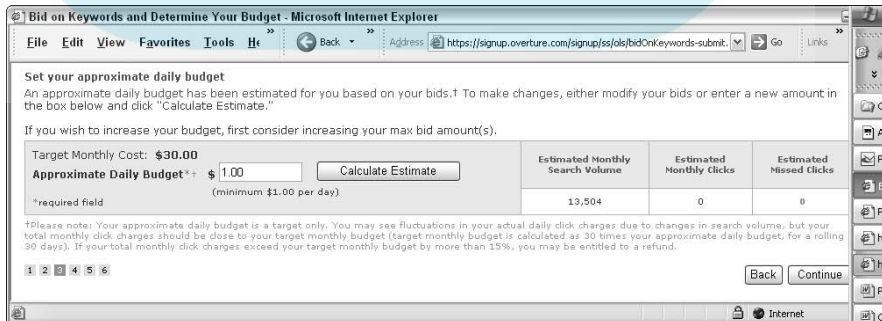 Bid on Keywords and Determine Your Budget - Microsoft Internet Explorer
File Edit View Favorites Tools He » Back » Address https://signup.overture.com/signup/ss/ols/bidOnKeywords-submit. Go Links »
Set your approximate daily budget
An approximate daily budget has been estimated for you based on your bids.† To make changes, either modify your bids or enter a new amount in
the box below and click "Calculate Estimate."
If you wish to increase your budget, first consider increasing your max bid amount(s).
Target Monthly Cost: $30.00
Approximate Daily Budget*† $ 1.00 Calculate Estimate
(minimum $1.00 per day)
*required field
Estimated Monthly Search Volume
Estimated Monthly Clicks
Estimated Missed Clicks
13,504 0 0
†Please note: Your approximate daily budget is a target only. You may see fluctuations in your actual daily click charges due to changes in search volume, but your
total monthly click charges should be close to your target monthly budget (target monthly budget is calculated as 30 times your approximate daily budget, for a rolling
30 days). If your total monthly click charges exceed your target monthly budget by more than 15%, you may be entitled to a refund.
1 2 3 4 5 6
Back Continue
Internet